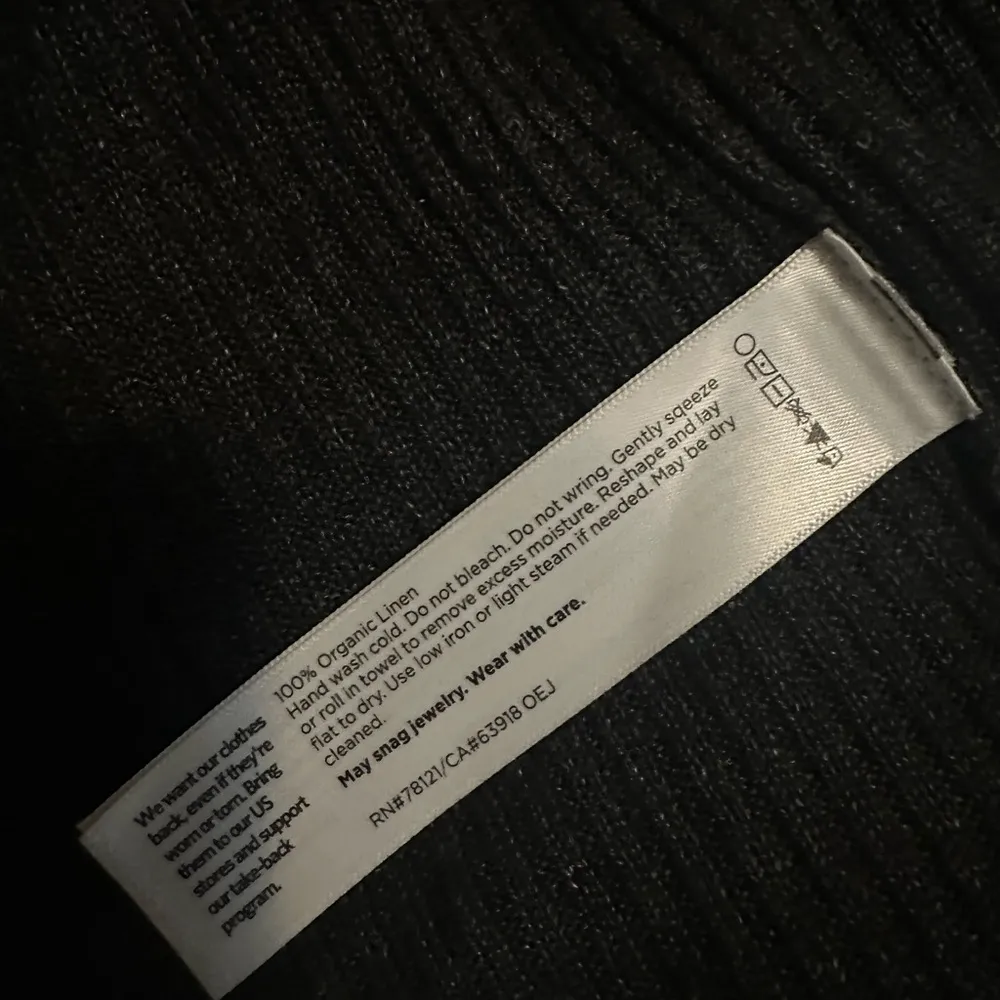 100% Organic Linen
Hand wash cold. Do not bleach. Do not wring. Gently sqeeze
or roll in towel to remove excess moisture. Reshape and lay
flat to dry. Use low iron or light steam if needed. May be dry
cleaned.
May snag jewelry. Wear with care.
RN#78121/CA#63918 OEJ
We want our clothes
back, even if they're
worn or torn. Bring
them to our US
stores and support
our take-back
program.